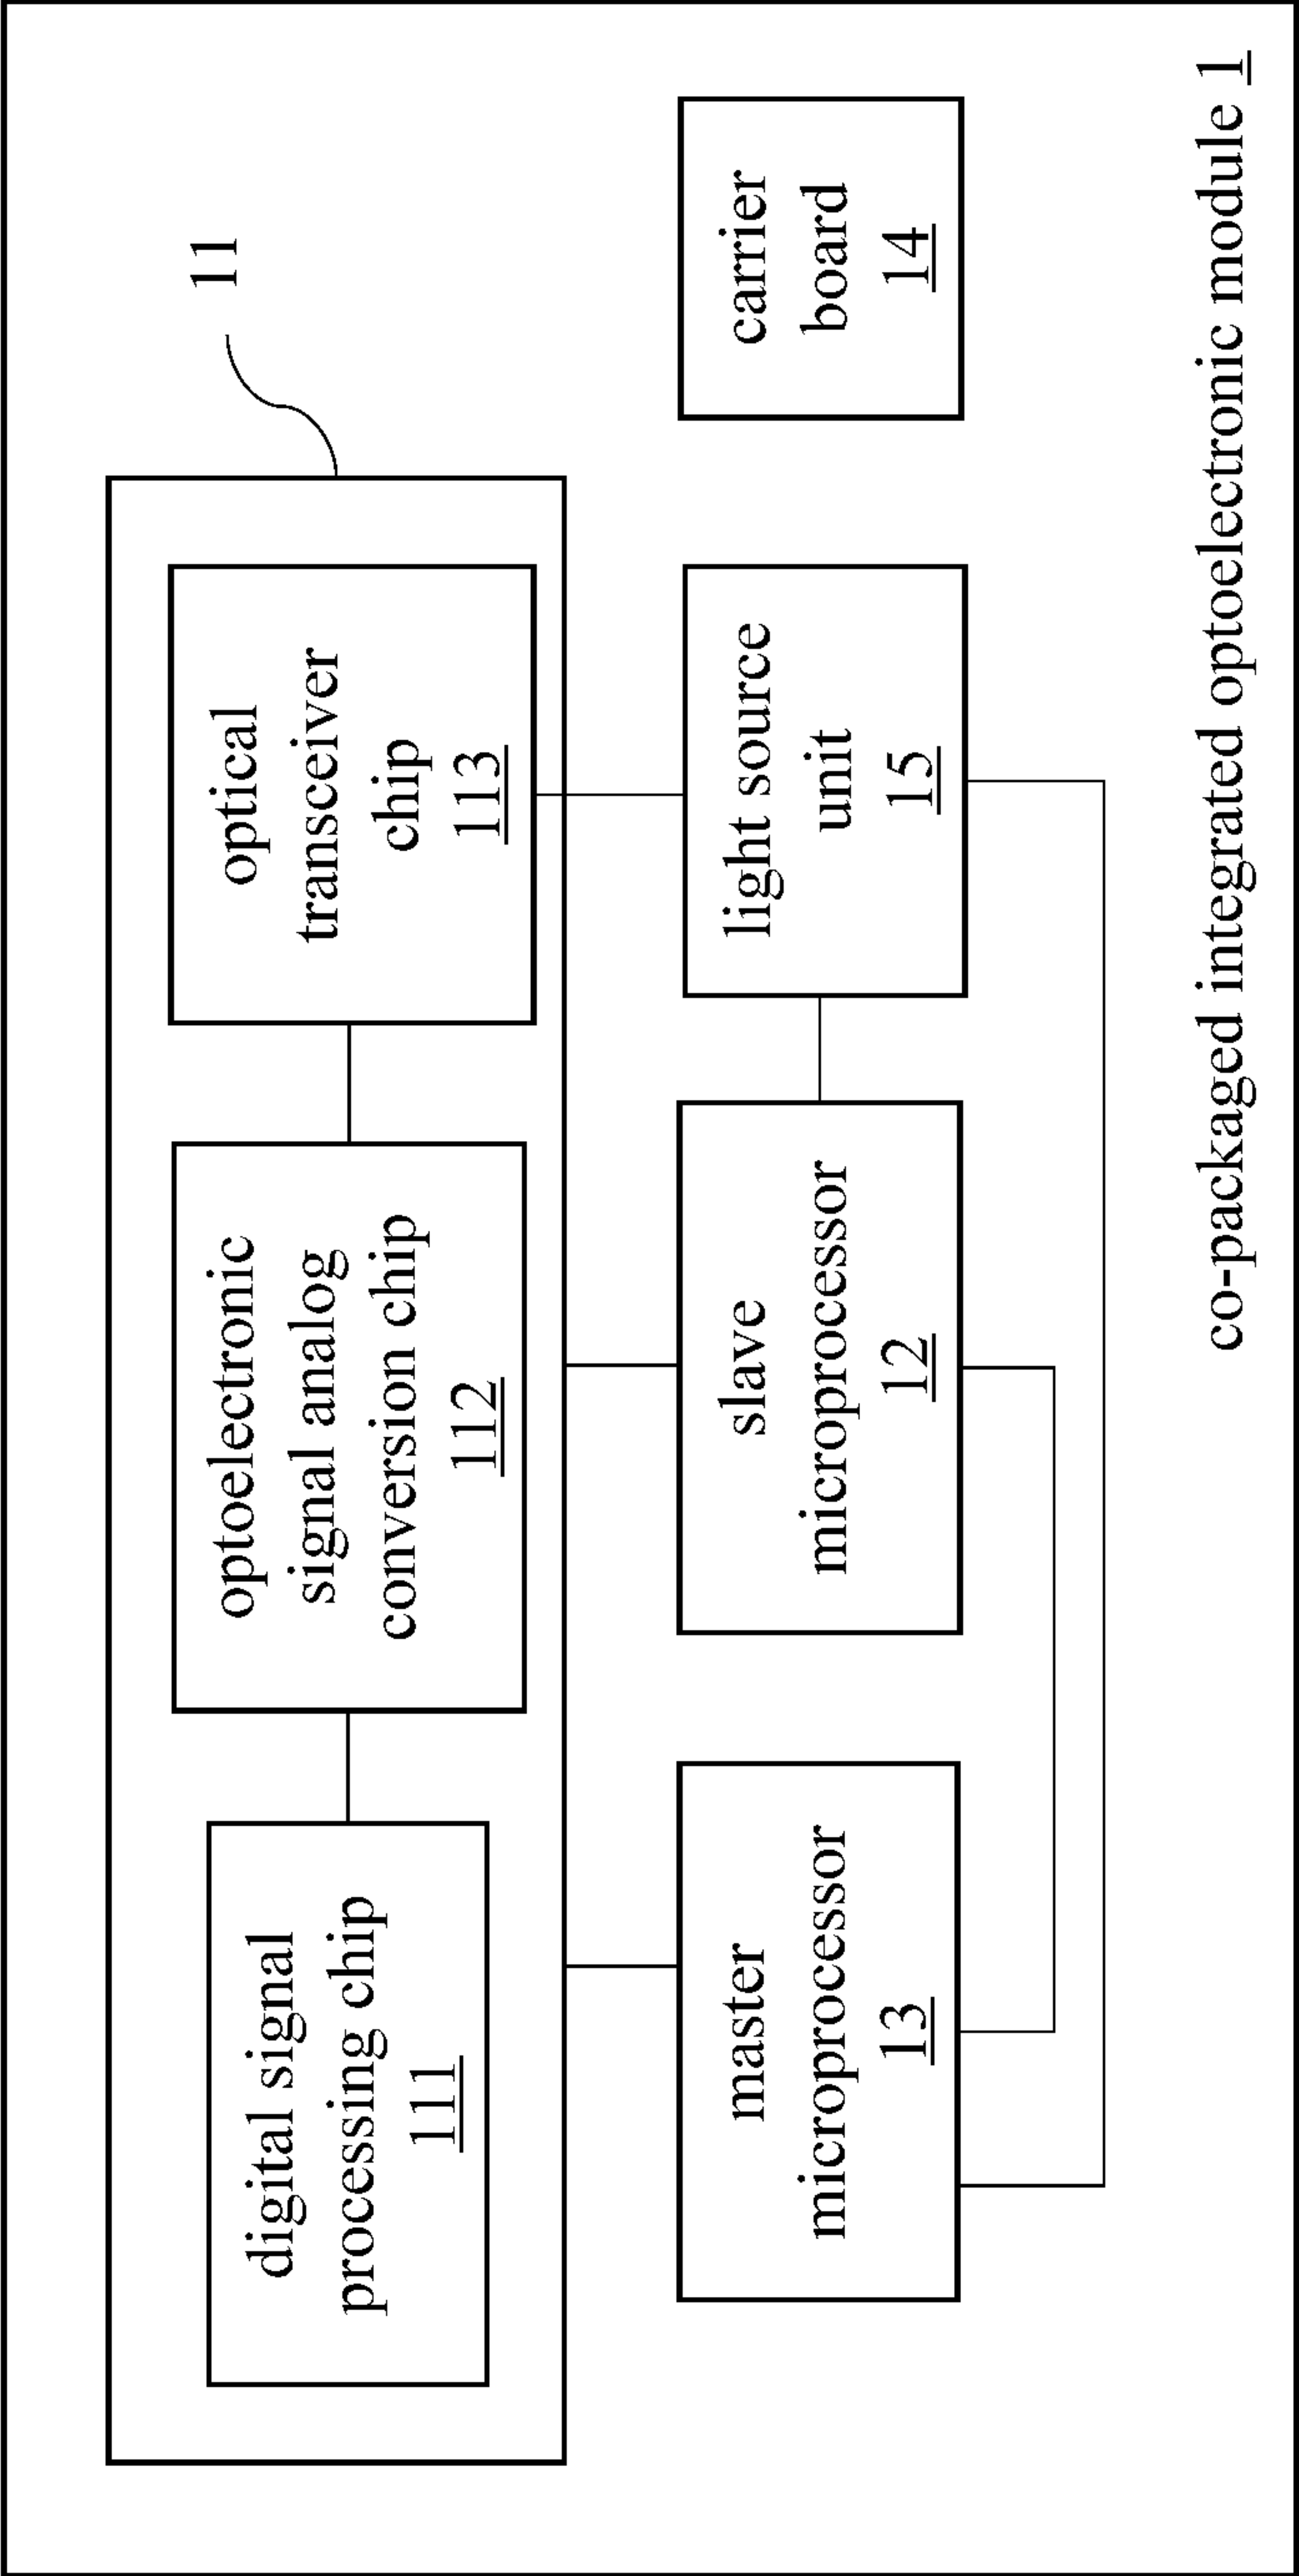 11
digital signal
processing chip
111
optoelectronic
signal analog
conversion chip
112
optical
transceiver
chip
113
master
microprocessor
13
slave
microprocessor
12
light source
unit
15
carrier
board
14
co-packaged integrated optoelectronic module 1